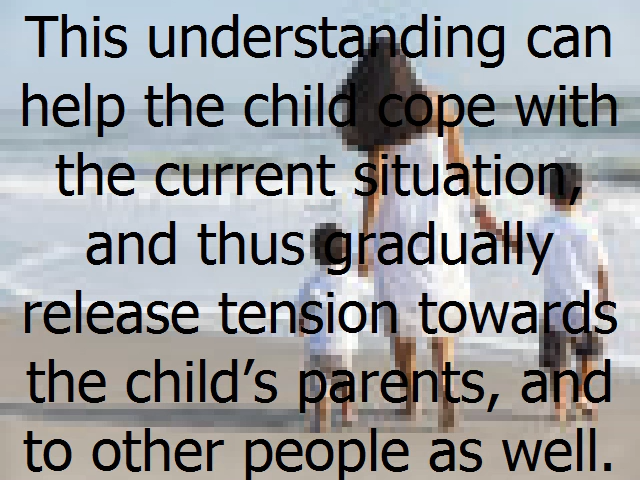 This understanding can
help the child cope with
the current situation,
and thus gradually
release tension towards
the child’s parents, and
to other people as well.